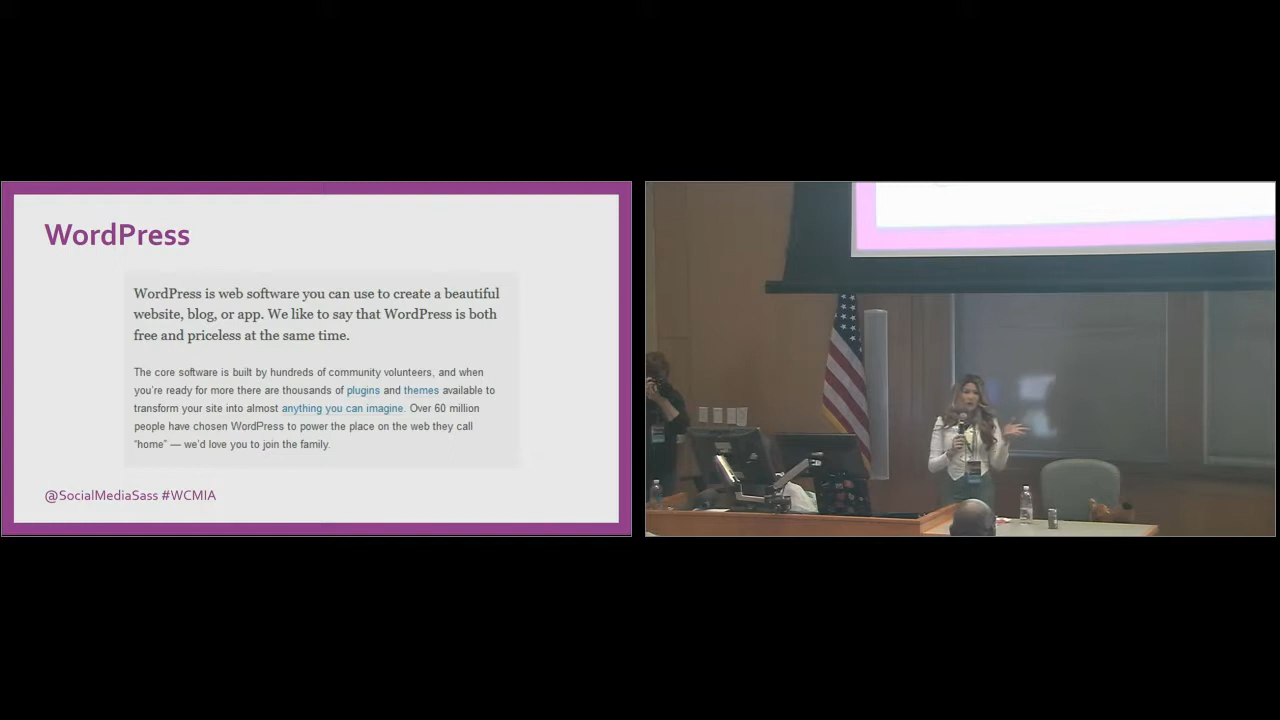 WordPress
WordPress is web software you can use to create a beautiful
website, blog, or app. We like to say that WordPress is both
free and priceless at the same time.
The core software is built by hundreds of community volunteers, and when
you’re ready for more there are thousands of plugins and themes available to
transform your site into almost anything you can imagine. Over 60 million
people have chosen WordPress to power the place on the web they call
“home” — we’d love you to join the family.
@SocialMediaSass #WCMIA